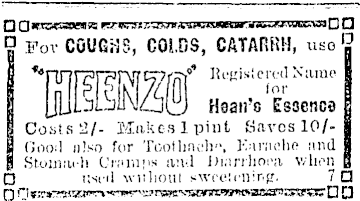 For COUGHS, COLDS, CATARRH, use
"HEENZO"
Registered Name
for
Hean's Essence
Costs 2/- Makes 1 pint Saves 10/-
Good also for Toothache, Earache and
Stomach Cramps and Diarrhoea when
used without sweetening. 7